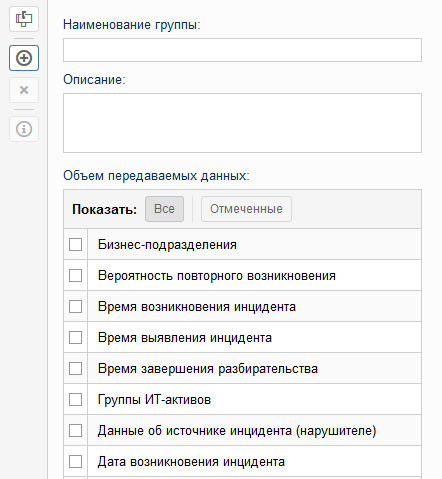 Наименование группы:
Описание:
Объем передаваемых данных:
Показать: Все Отмеченные
Бизнес-подразделения
Вероятность повторного возникновения
Время возникновения инцидента
Время выявления инцидента
Время завершения разбирательства
Группы ИТ-активов
Данные об источнике инцидента (нарушителе)
Дата возникновения инцидента